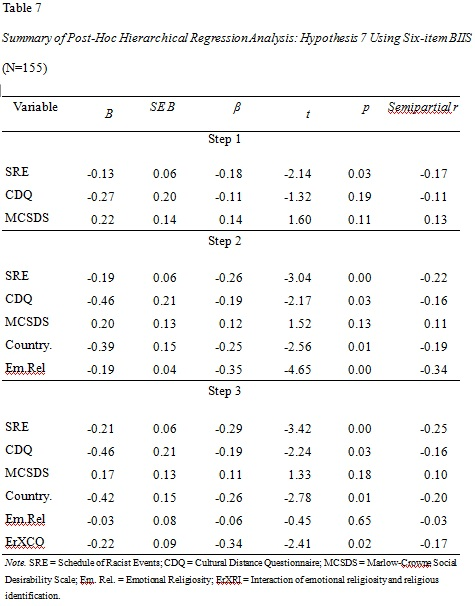 Table 7
Summary of Post-Hoc Hierarchical Regression Analysis: Hypothesis 7 Using Six-item BIIS
(N=155)
Variable B SE B β t p Semipartial r
Step 1
SRE -0.13 0.06 -0.18 -2.14 0.03 -0.17
CDQ -0.27 0.20 -0.11 -1.32 0.19 -0.11
MCSDS 0.22 0.14 0.14 1.60 0.11 0.13
Step 2
SRE -0.19 0.06 -0.26 -3.04 0.00 -0.22
CDQ -0.46 0.21 -0.19 -2.17 0.03 -0.16
MCSDS 0.20 0.13 0.12 1.52 0.13 0.11
Country. -0.39 0.15 -0.25 -2.56 0.01 -0.19
Em.Rel -0.19 0.04 -0.35 -4.65 0.00 -0.34
Step 3
SRE -0.21 0.06 -0.29 -3.42 0.00 -0.25
CDQ -0.46 0.21 -0.19 -2.24 0.03 -0.16
MCSDS 0.17 0.13 0.11 1.33 0.18 0.10
Country. -0.42 0.15 -0.26 -2.78 0.01 -0.20
Em.Rel -0.03 0.08 -0.06 -0.45 0.65 -0.03
ErXCO -0.22 0.09 -0.34 -2.41 0.02 -0.17
Note. SRE = Schedule of Racist Events; CDQ = Cultural Distance Questionnaire; MCSDS = Marlow-Crowne Social
Desirability Scale; Em. Rel. = Emotional Religiosity; ErXRI = Interaction of emotional religiosity and religious
identification.